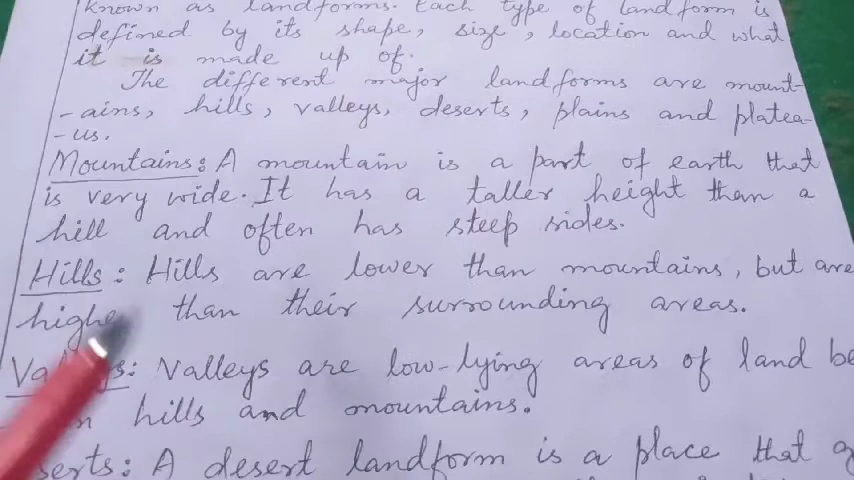 known as landforms. Each type of landform is
defined by its shape, size, location and what
it is made up of.
The different major landforms are mount-
-ains, hills, valleys, deserts, plains and platea-
-us.
Mountains: A mountain is a part of earth that
is very wide. It has a taller height than a
hill and often has steep sides.
Hills: Hills are lower than mountains, but are
higher than their surrounding areas.
Valleys: Valleys are low-lying areas of land be
hills and mountains.
serts: A desert landform is a place that